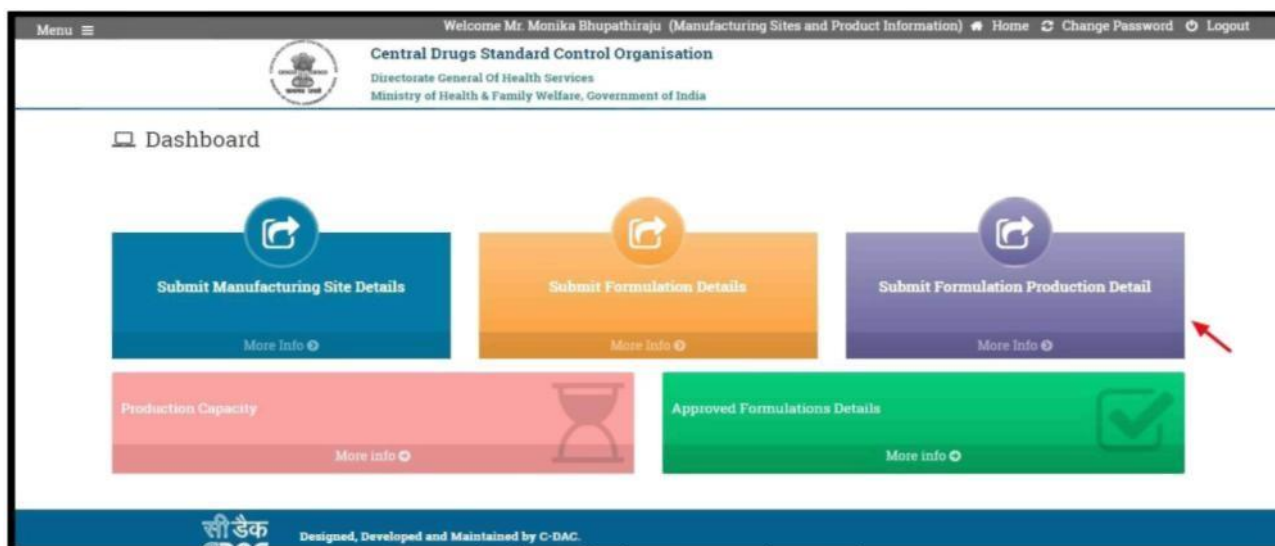 Menu
Welcome Mr. Monika Bhupathiraju (Manufacturing Sites and Product Information) Home Change Password Logout
Central Drugs Standard Control Organisation
Directorate General Of Health Services
Ministry of Health & Family Welfare, Government of India
Dashboard
Submit Manufacturing Site Details
Submit Formulation Details
Submit Formulation Production Detail
More Info
More Info
More Info
Production Capacity
Approved Formulations Details
More info
More info
सी डैक
CDAC
Designed, Developed and Maintained by C-DAC.